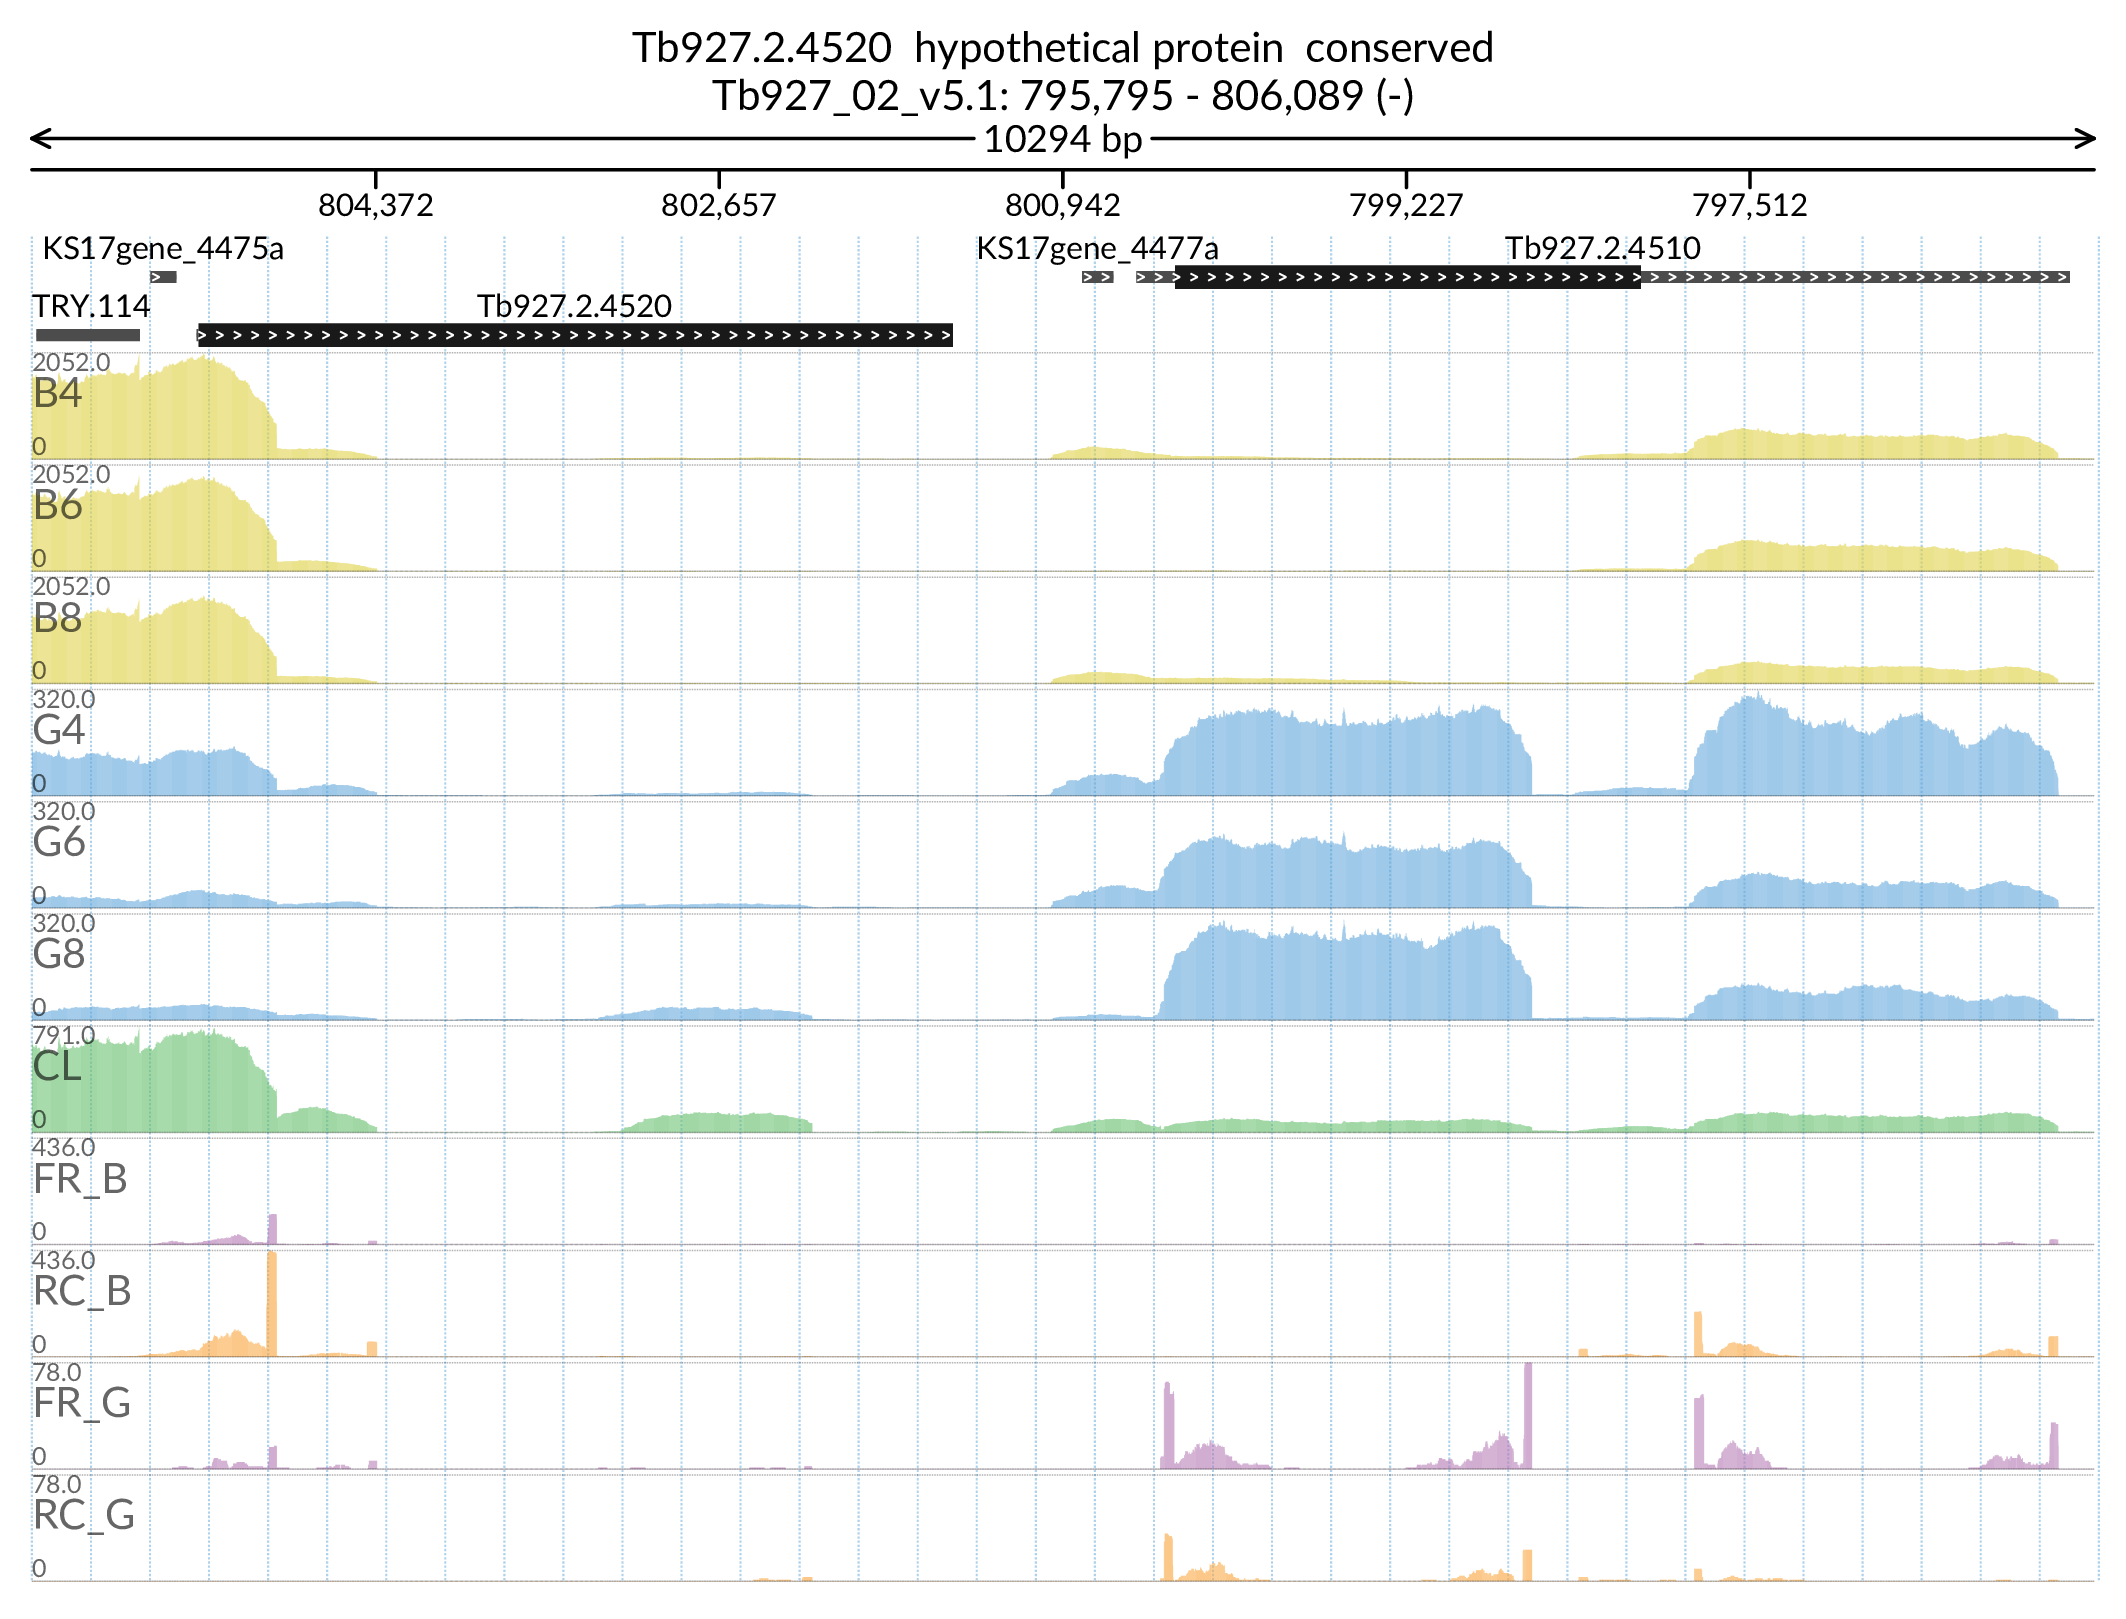 Tb927.2.4520 hypothetical protein conserved
Tb927_02_v5.1: 795,795 - 806,089 (-)
10294 bp
804,372 802,657 800,942 799,227 797,512
KS17gene_4475a KS17gene_4477a Tb927.2.4510
TRY.114 Tb927.2.4520
2052.0
B4
0
2052.0
B6
0
2052.0
B8
0
320.0
G4
0
320.0
G6
0
320.0
G8
0
791.0
CL
0
436.0
FR_B
0
436.0
RC_B
0
78.0
FR_G
0
78.0
RC_G
0